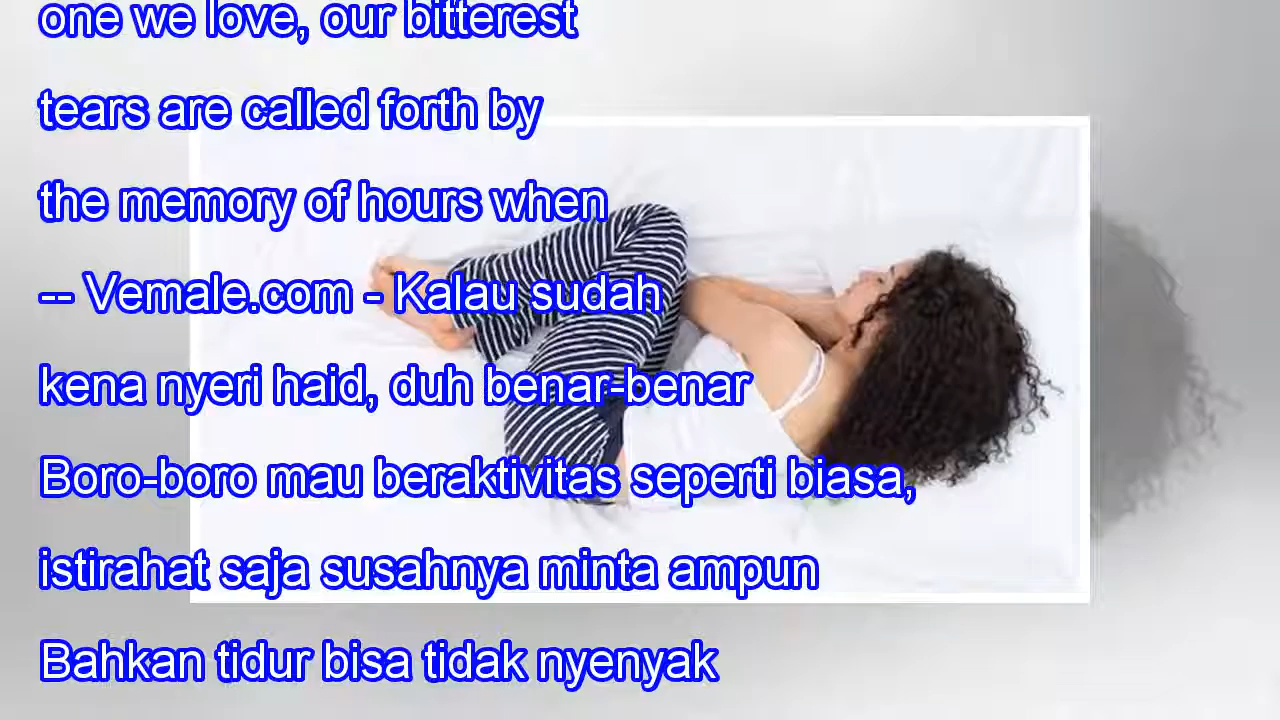 one we love, our bitterest
tears are called forth by
the memory of hours when
-- Vemale.com - Kalau sudah
kena nyeri haid, duh benar-benar
Boro-boro mau beraktivitas seperti biasa,
istirahat saja susahnya minta ampun
Bahkan tidur bisa tidak nyenyak